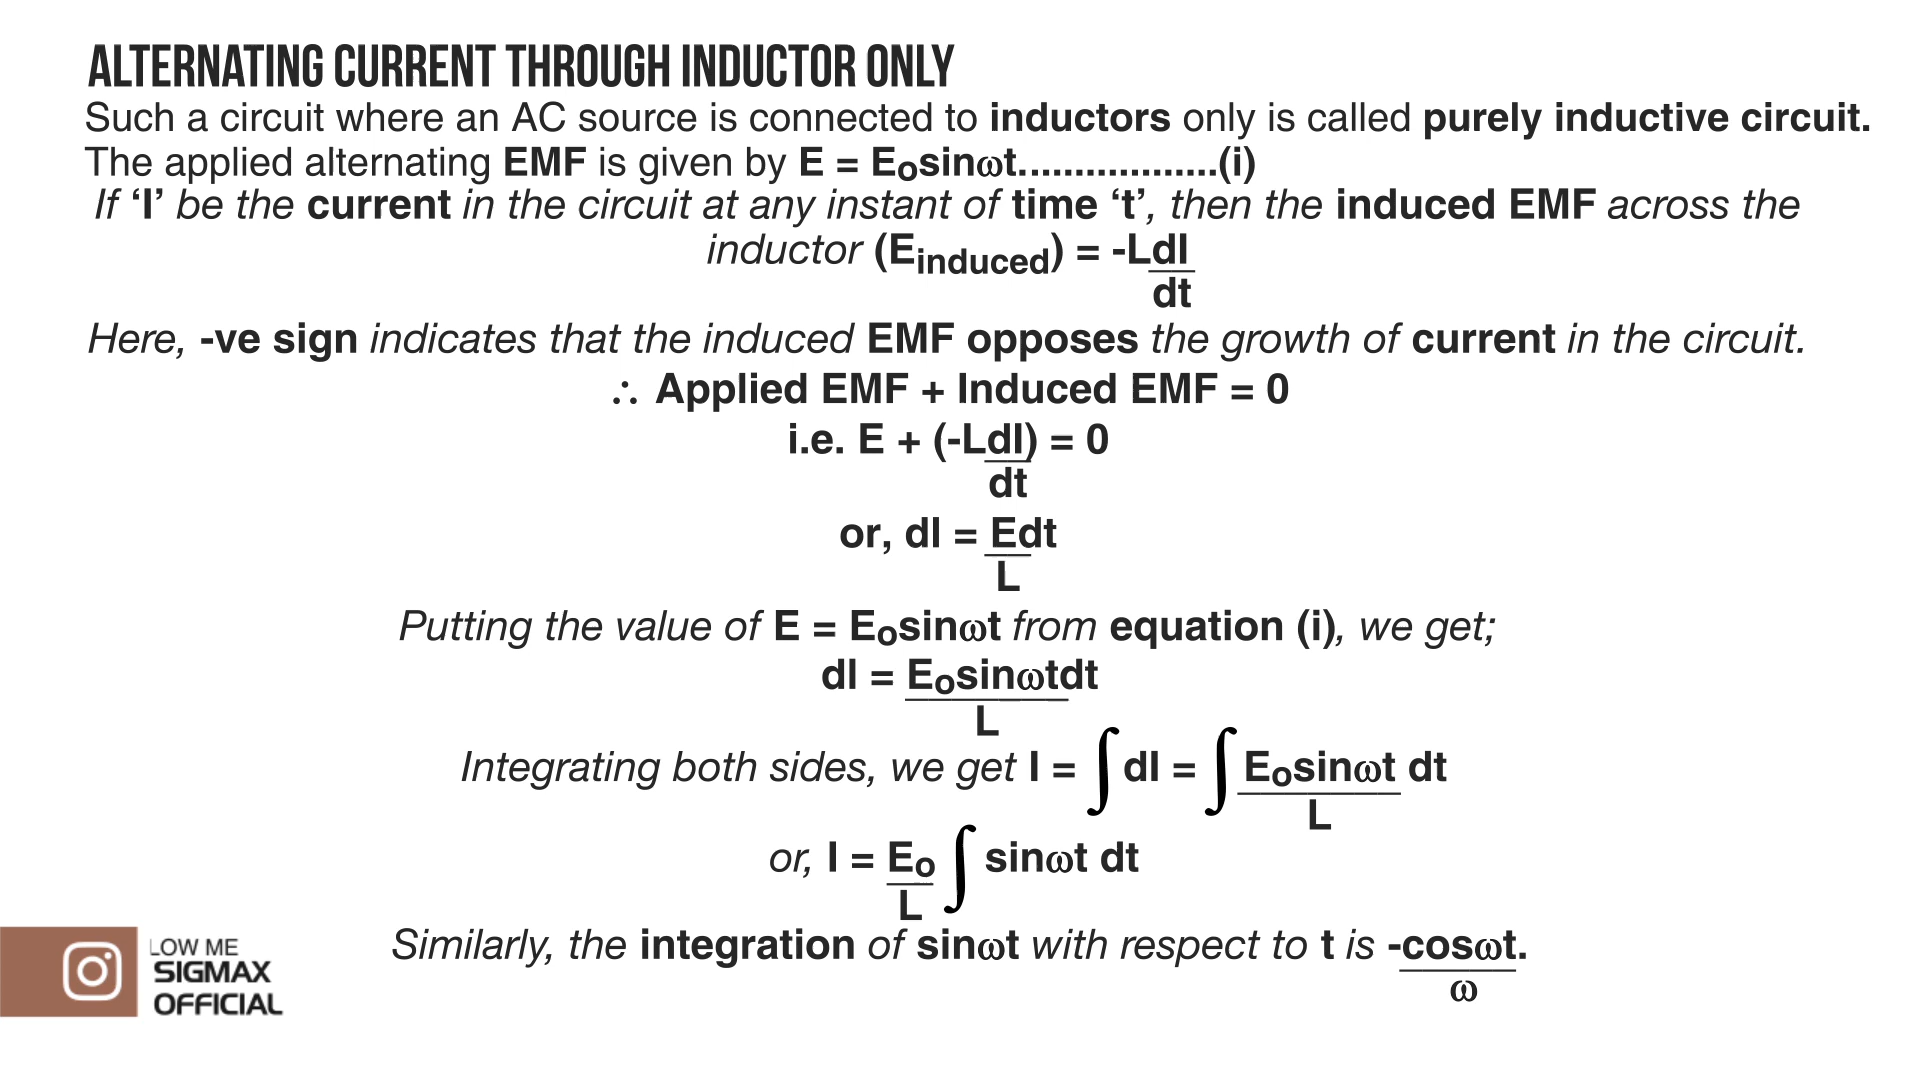 ALTERNATING CURRENT THROUGH INDUCTOR ONLY
Such a circuit where an AC source is connected to inductors only is called purely inductive circuit.
The applied alternating EMF is given by E = Eosinωt..................(i)
If ‘I’ be the current in the circuit at any instant of time ‘t’, then the induced EMF across the
inductor (Einduced) = -LdI
dt
Here, -ve sign indicates that the induced EMF opposes the growth of current in the circuit.
∴ Applied EMF + Induced EMF = 0
i.e. E + (-LdI) = 0
dt
or, dI = Edt
L
Putting the value of E = Eosinωt from equation (i), we get;
dI = Eosinωtdt
L
Integrating both sides, we get I = ∫ dI = ∫ Eosinωt dt
L
or, I = Eo ∫ sinωt dt
L
Similarly, the integration of sinωt with respect to t is -cosωt.
ω
LOW ME
SIGMAX
OFFICIAL